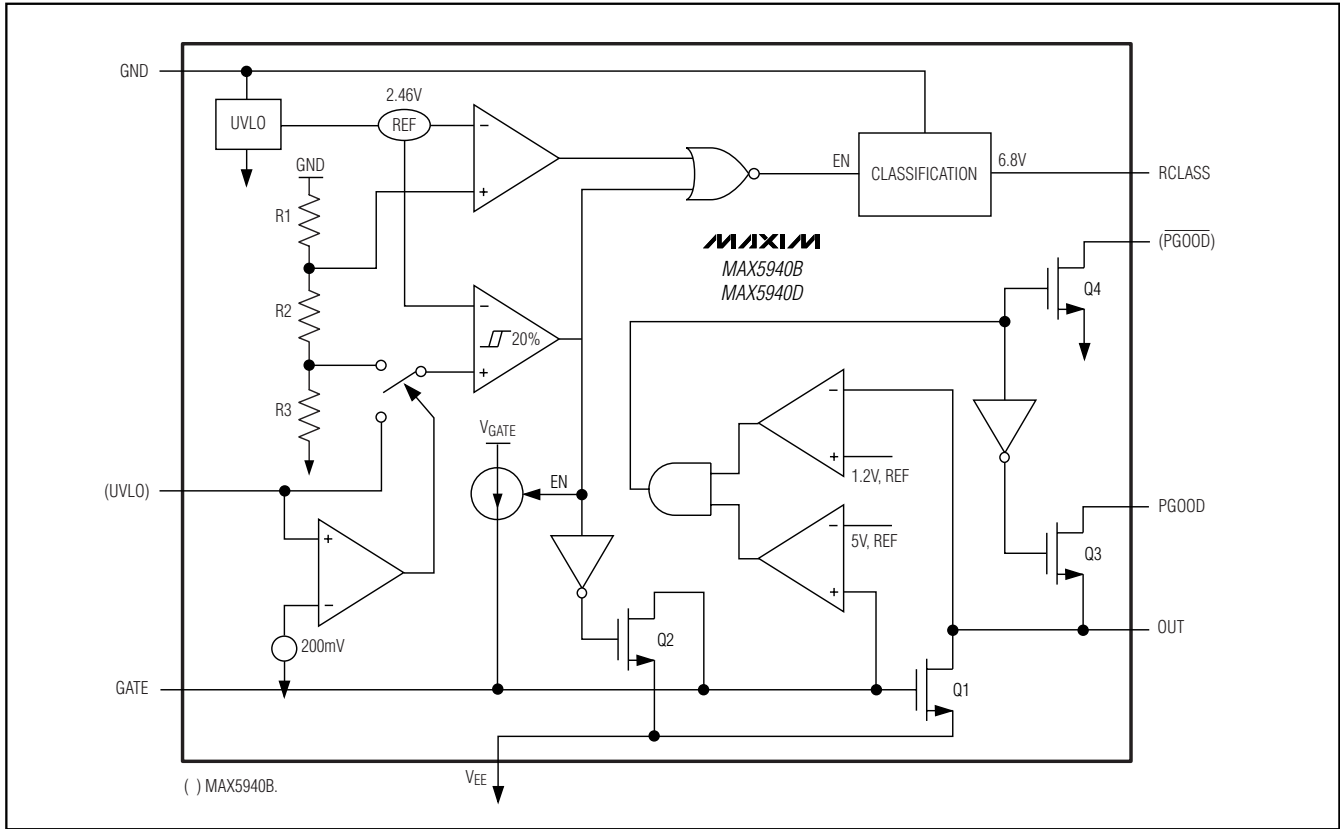 GND
2.46V
UVLO
REF
−
+
GND
EN
CLASSIFICATION
6.8V
RCLASS
R1
MAXIM
MAX5940B
MAX5940D
(PGOOD)
Q4
R2
−
20%
+
R3
VGATE
−
+
1.2V, REF
(UVLO)
EN
PGOOD
−
5V, REF
+
Q3
+
−
200mV
Q2
OUT
GATE
Q1
VEE
( ) MAX5940B.